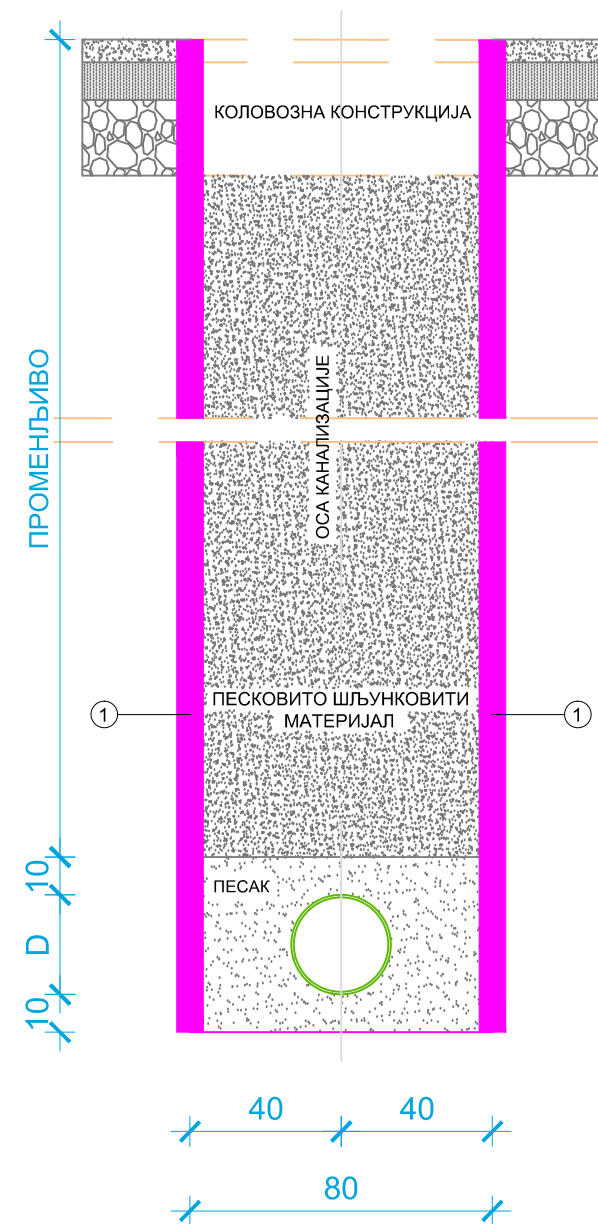 КОЛОВОЗНА КОНСТРУКЦИЈА
ПРОМЕНЉИВО
ОСА КАНАЛИЗАЦИЈЕ
ПЕСКОВИТО ШЉУНКОВИТИ
МАТЕРИЈАЛ
1
1
10
ПЕСАК
D
10
40
40
80